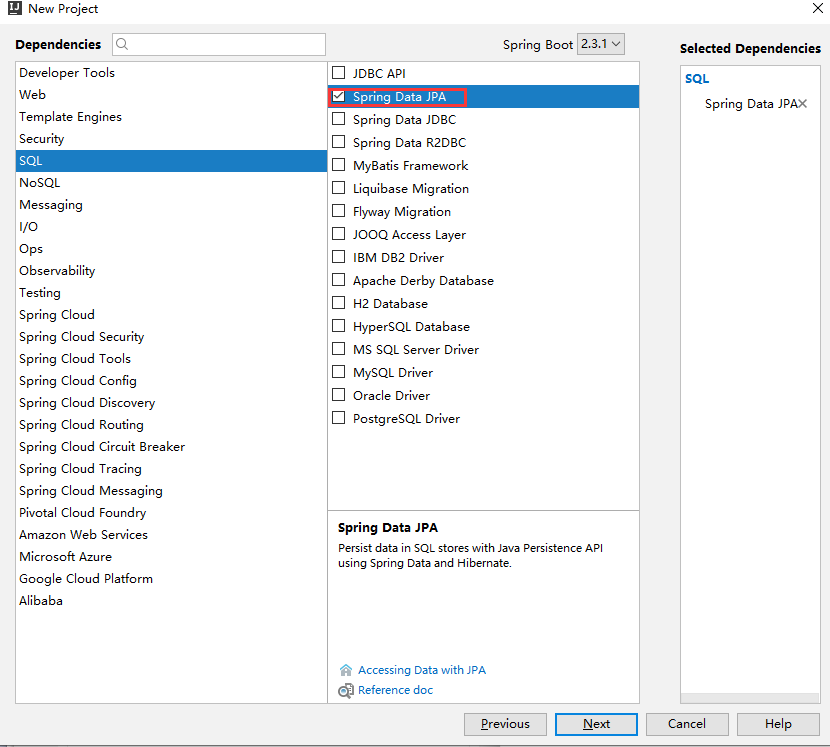 IJ New Project
Dependencies
Spring Boot 2.3.1
Selected Dependencies
Developer Tools
Web
Template Engines
Security
SQL
NoSQL
Messaging
I/O
Ops
Observability
Testing
Spring Cloud
Spring Cloud Security
Spring Cloud Tools
Spring Cloud Config
Spring Cloud Discovery
Spring Cloud Routing
Spring Cloud Circuit Breaker
Spring Cloud Tracing
Spring Cloud Messaging
Pivotal Cloud Foundry
Amazon Web Services
Microsoft Azure
Google Cloud Platform
Alibaba
JDBC API
Spring Data JPA
Spring Data JDBC
Spring Data R2DBC
MyBatis Framework
Liquibase Migration
Flyway Migration
JOOQ Access Layer
IBM DB2 Driver
Apache Derby Database
H2 Database
HyperSQL Database
MS SQL Server Driver
MySQL Driver
Oracle Driver
PostgreSQL Driver
Spring Data JPA
Persist data in SQL stores with Java Persistence API
using Spring Data and Hibernate.
Accessing Data with JPA
Reference doc
SQL
Spring Data JPA
Previous
Next
Cancel
Help